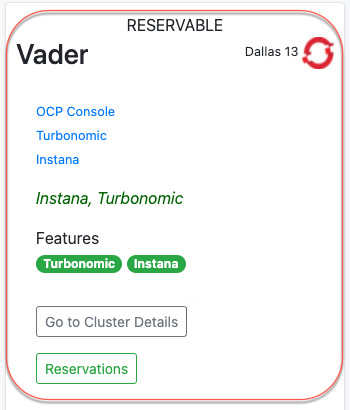 RESERVABLE
Vader
Dallas 13
OCP Console
Turbonomic
Instana
Instana, Turbonomic
Features
Turbonomic Instana
Go to Cluster Details
Reservations